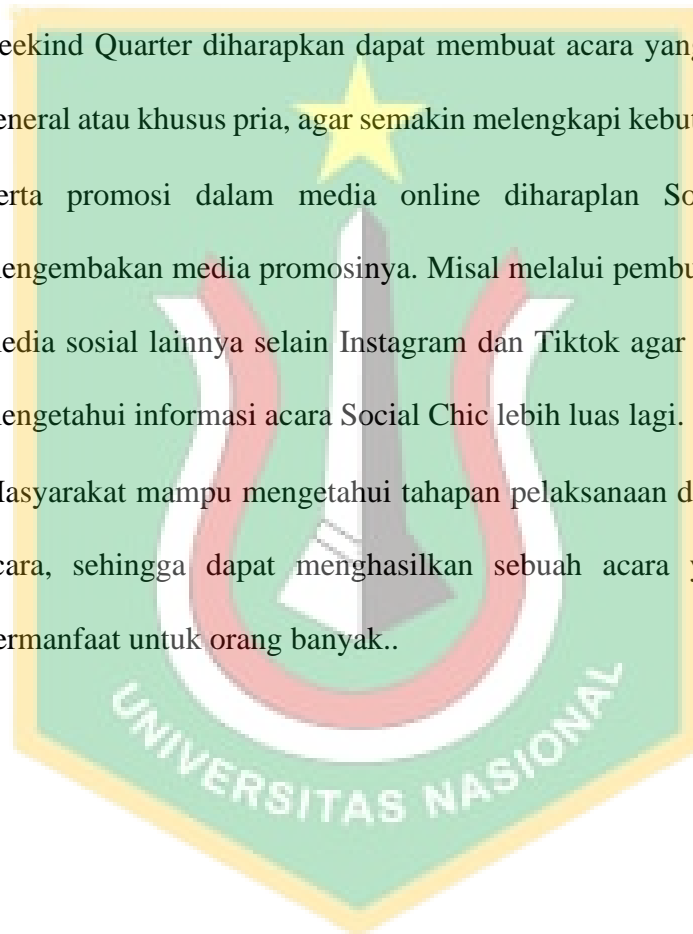 eekind Quarter diharapkan dapat membuat acara yang
eneral atau khusus pria, agar semakin melengkapi kebut
erta promosi dalam media online diharaplan So
engembakan media promosinya. Misal melalui pembu
edia sosial lainnya selain Instagram dan Tiktok agar
engetahui informasi acara Social Chic lebih luas lagi.
asyarakat mampu mengetahui tahapan pelaksanaan d
cara, sehingga dapat menghasilkan sebuah acara y
ermanfaat untuk orang banyak..
UNIVERSITAS NASIONAL